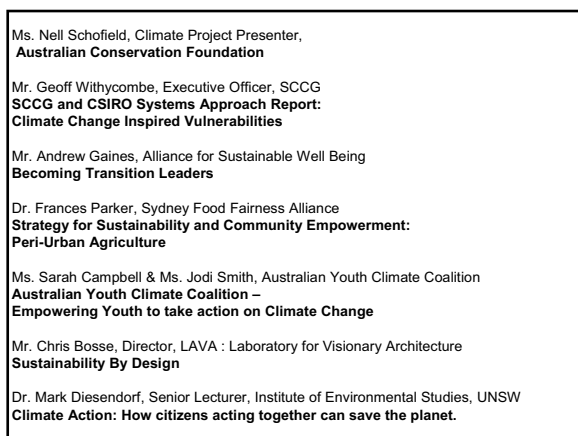 Ms. Nell Schofield, Climate Project Presenter,
Australian Conservation Foundation
Mr. Geoff Withycombe, Executive Officer, SCCG
SCCG and CSIRO Systems Approach Report:
Climate Change Inspired Vulnerabilities
Mr. Andrew Gaines, Alliance for Sustainable Well Being
Becoming Transition Leaders
Dr. Frances Parker, Sydney Food Fairness Alliance
Strategy for Sustainability and Community Empowerment:
Peri-Urban Agriculture
Ms. Sarah Campbell & Ms. Jodi Smith, Australian Youth Climate Coalition
Australian Youth Climate Coalition –
Empowering Youth to take action on Climate Change
Mr. Chris Bosse, Director, LAVA : Laboratory for Visionary Architecture
Sustainability By Design
Dr. Mark Diesendorf, Senior Lecturer, Institute of Environmental Studies, UNSW
Climate Action: How citizens acting together can save the planet.